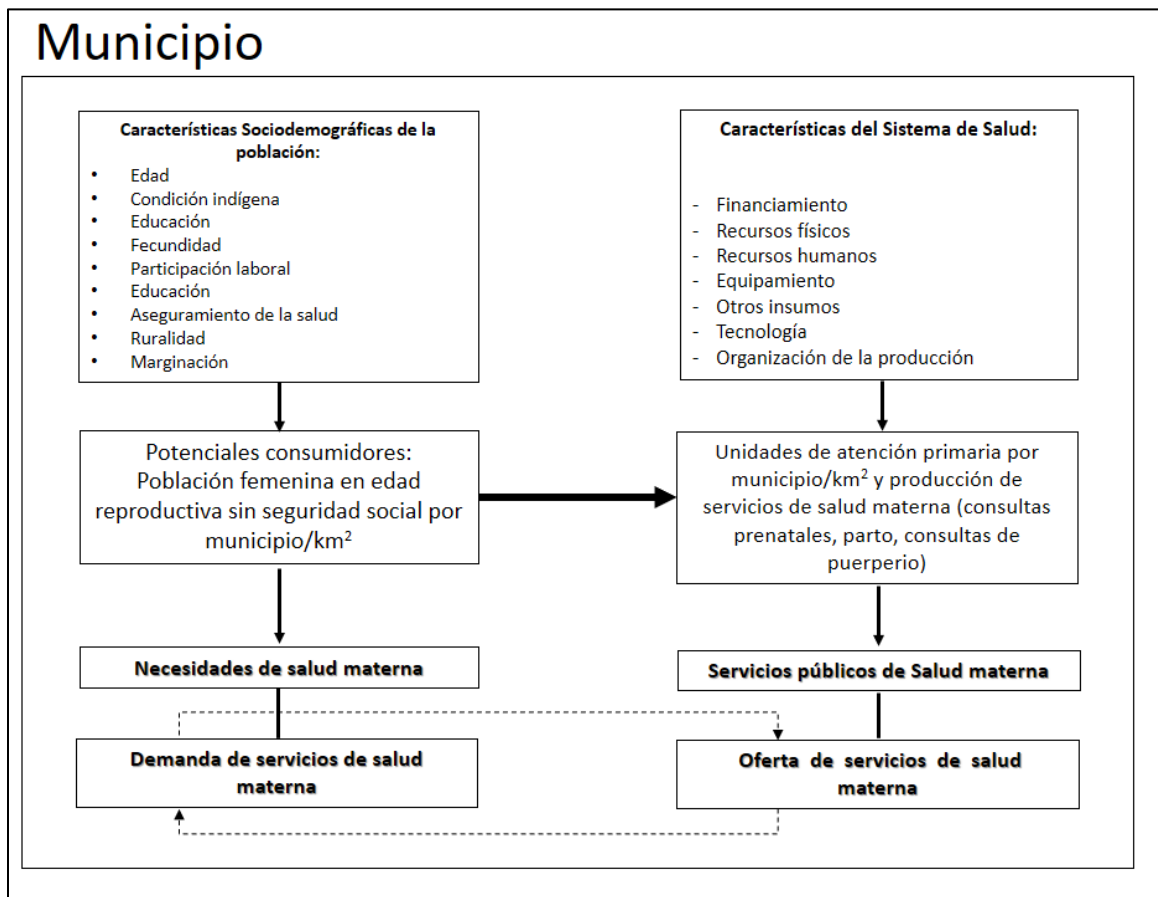 Municipio
Características Sociodemográficas de la
población:
• Edad
• Condición indígena
• Educación
• Fecundidad
• Participación laboral
• Educación
• Aseguramiento de la salud
• Ruralidad
• Marginación
Características del Sistema de Salud:
- Financiamiento
- Recursos físicos
- Recursos humanos
- Equipamiento
- Otros insumos
- Tecnología
- Organización de la producción
Potenciales consumidores:
Población femenina en edad
reproductiva sin seguridad social por
municipio/km²
Unidades de atención primaria por
municipio/km² y producción de
servicios de salud materna (consultas
prenatales, parto, consultas de
puerperio)
Necesidades de salud materna
Servicios públicos de Salud materna
Demanda de servicios de salud
materna
Oferta de servicios de salud
materna